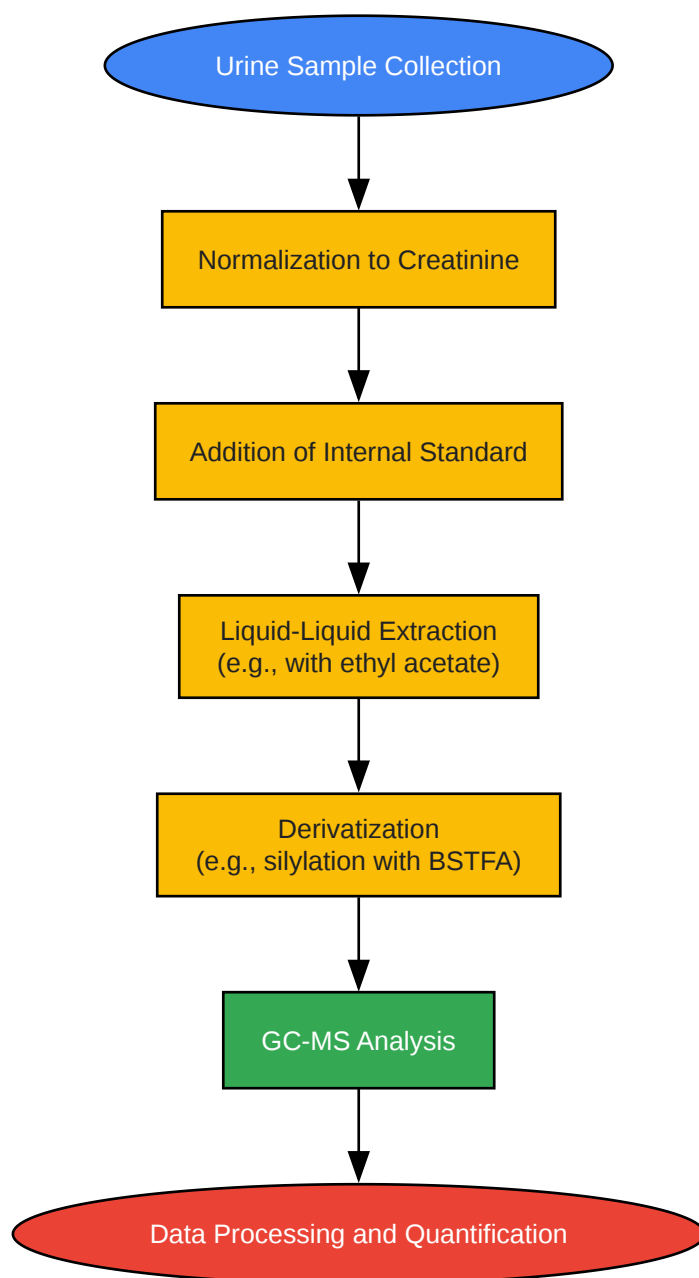 Urine Sample Collection
Normalization to Creatinine
Addition of Internal Standard
Liquid-Liquid Extraction
(e.g., with ethyl acetate)
Derivatization
(e.g., silylation with BSTFA)
GC-MS Analysis
Data Processing and Quantification